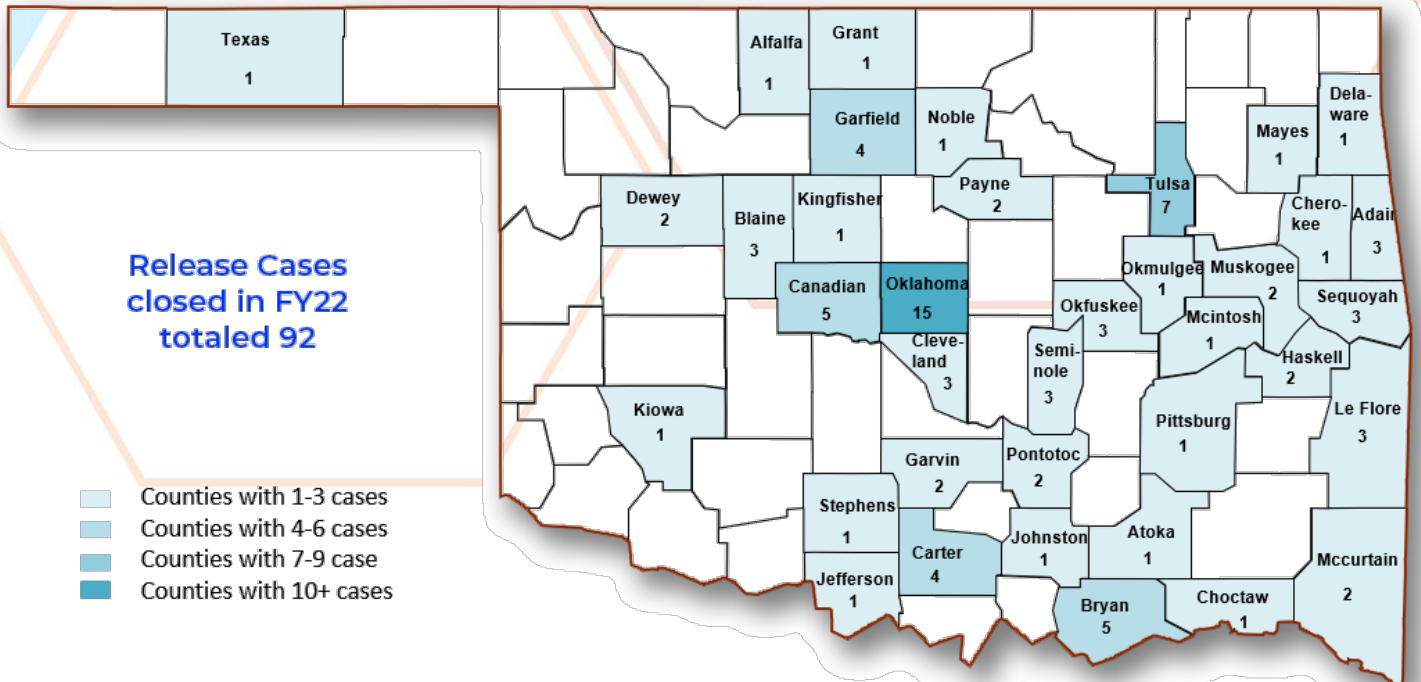 Texas
1
Alfalfa
1
Grant
1
Garfield
4
Noble
1
Dela-
ware
1
Mayes
1
Dewey
2
Blaine
3
Kingfisher
1
Payne
2
Tulsa
7
Chero-
kee
1
Adair
3
Canadian
5
Oklahoma
15
Okmulgee
1
Muskogee
2
Okfuskee
3
Mcintosh
1
Sequoyah
3
Cleve-
land
3
Semi-
nole
3
Haskell
2
Kiowa
1
Pittsburg
1
Le Flore
3
Garvin
2
Pontotoc
2
Stephens
1
Carter
4
Johnston
1
Atoka
1
Mccurtain
2
Jefferson
1
Bryan
5
Choctaw
1
Release Cases
closed in FY22
totaled 92
Counties with 1-3 cases
Counties with 4-6 cases
Counties with 7-9 case
Counties with 10+ cases